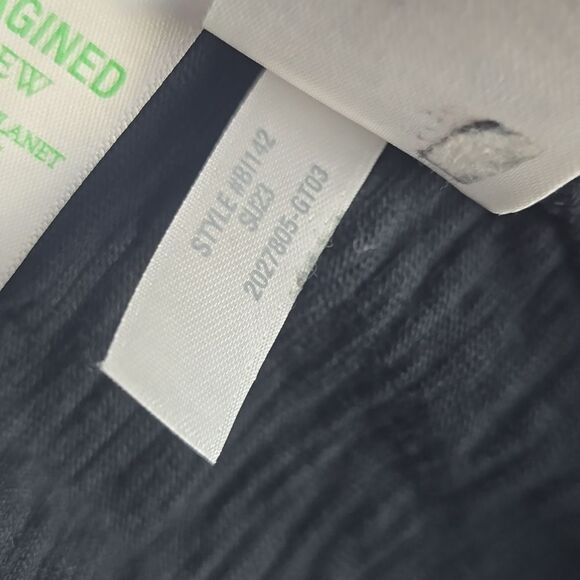 GINED
EW
LANET
STYLE #BI142
SU23
2027805-GT03